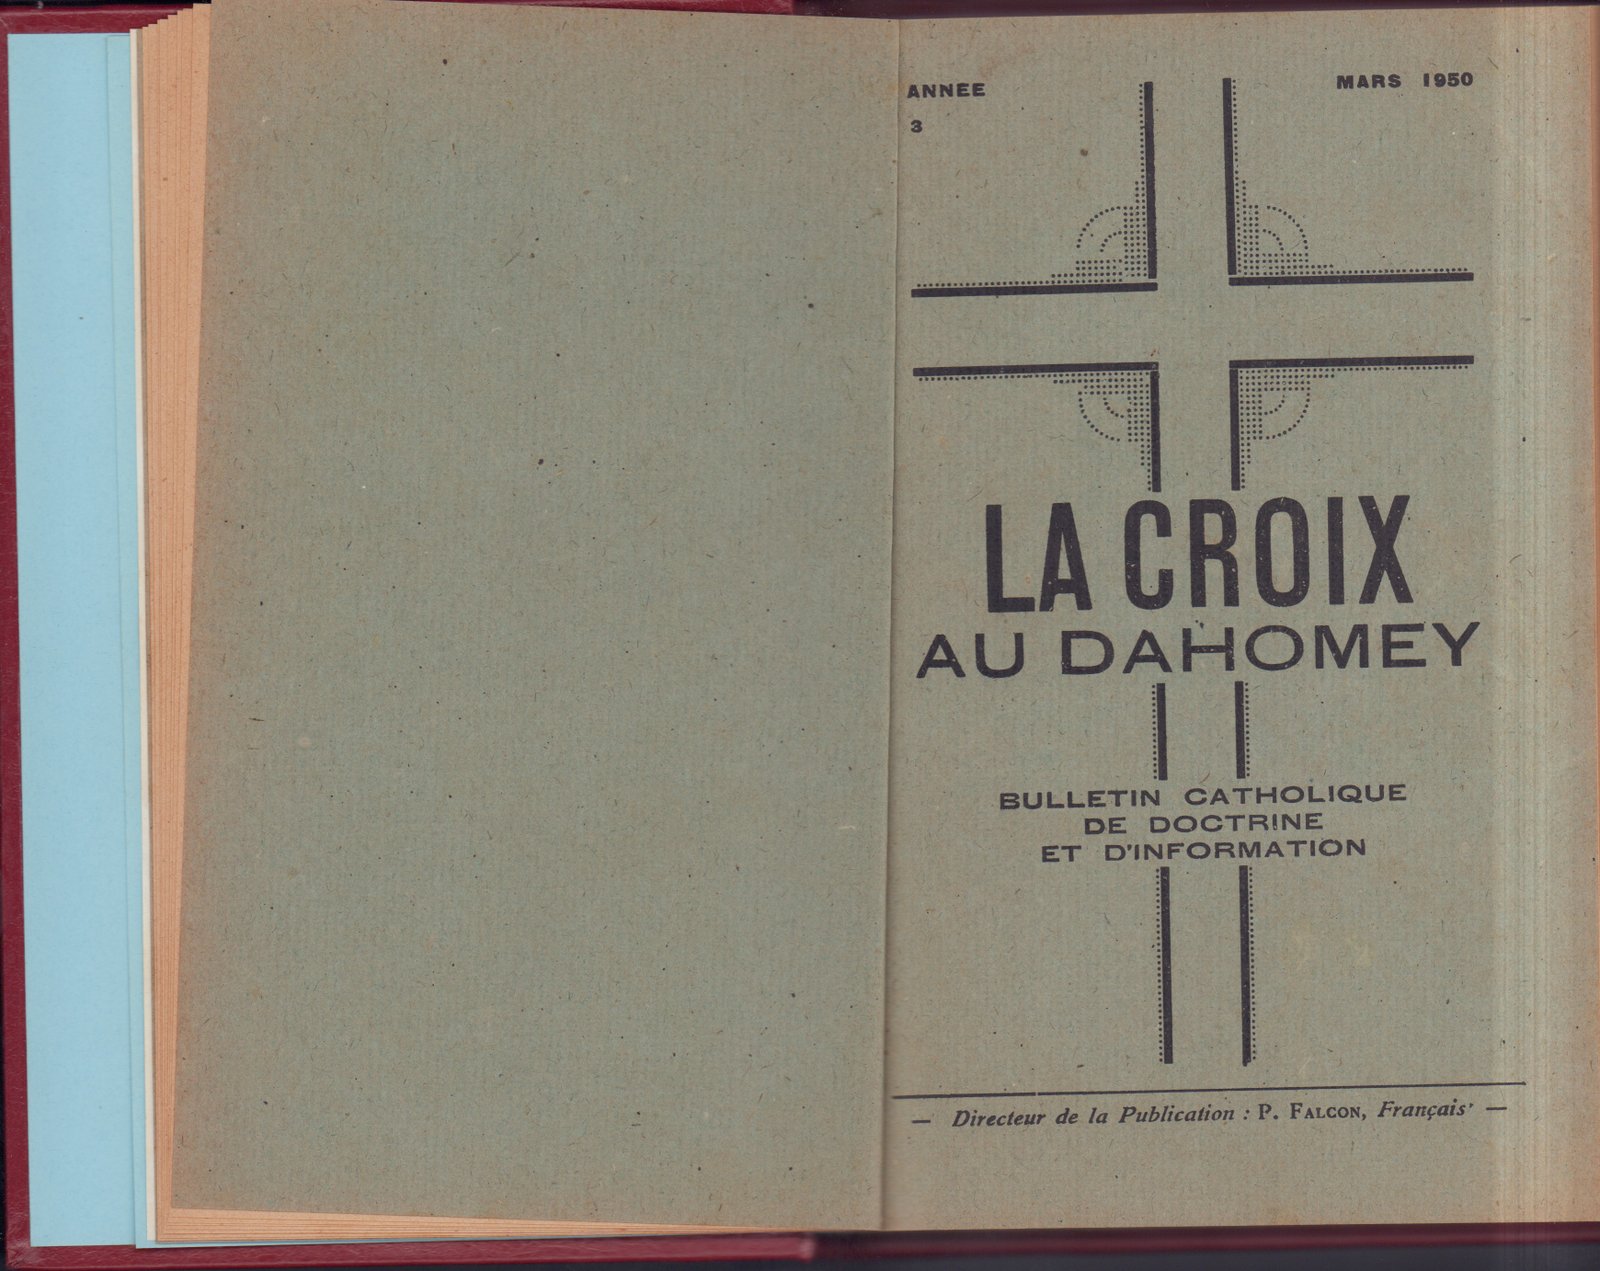 ANNEE
MARS 1950
3
LA CROIX
AU DAHOMEY
BULLETIN CATHOLIQUE
DE DOCTRINE
ET D'INFORMATION
— Directeur de la Publication : P. FALCON, Français —